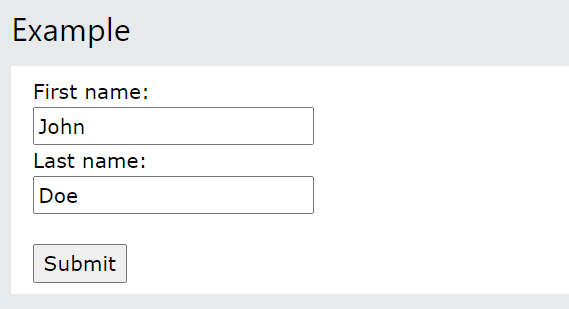 Example
First name:
John
Last name:
Doe
Submit